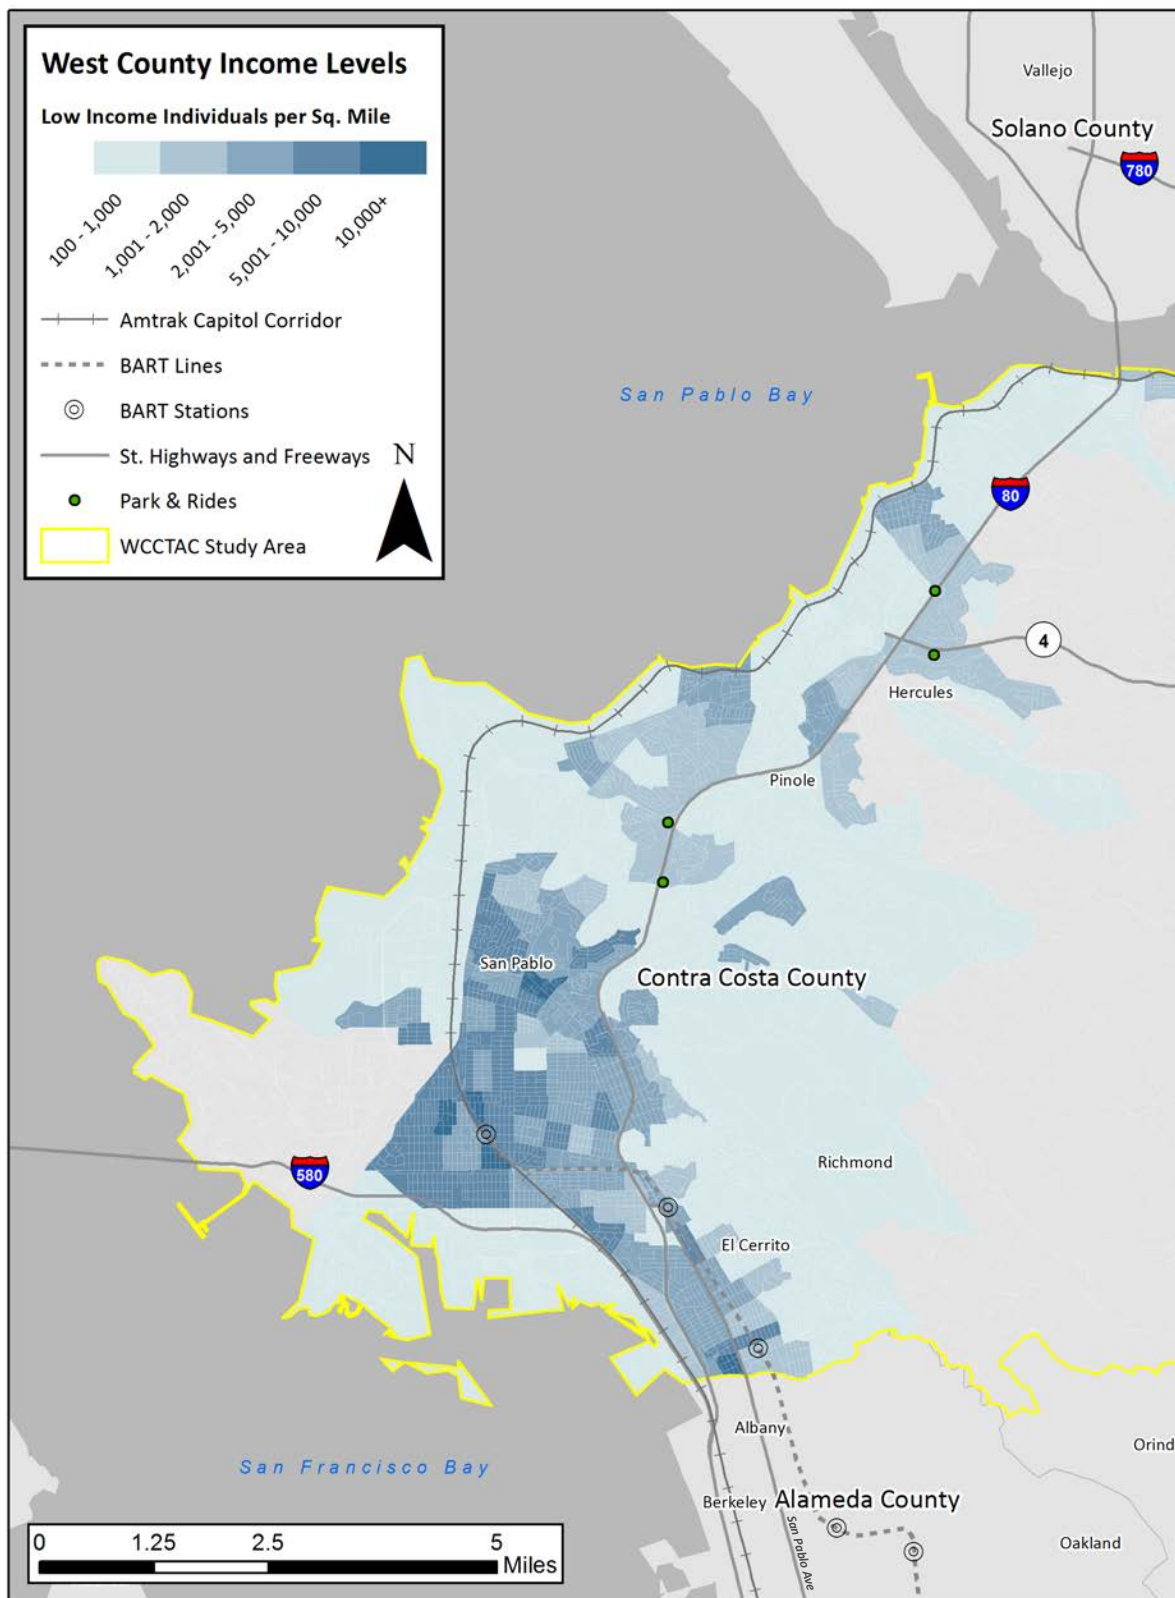 West County Income Levels
Low Income Individuals per Sq. Mile
100 - 1,000
1,001 - 2,000
2,001 - 5,000
5,001 - 10,000
10,000+
Amtrak Capitol Corridor
BART Lines
BART Stations
St. Highways and Freeways
N
Park & Rides
WCCTAC Study Area
Vallejo
Solano County
780
San Pablo Bay
80
4
Hercules
Pinole
San Pablo
Contra Costa County
Richmond
580
El Cerrito
Albany
Orind
San Francisco Bay
Berkeley
Alameda County
San Pablo Ave
Oakland
0 1.25 2.5 5
Miles